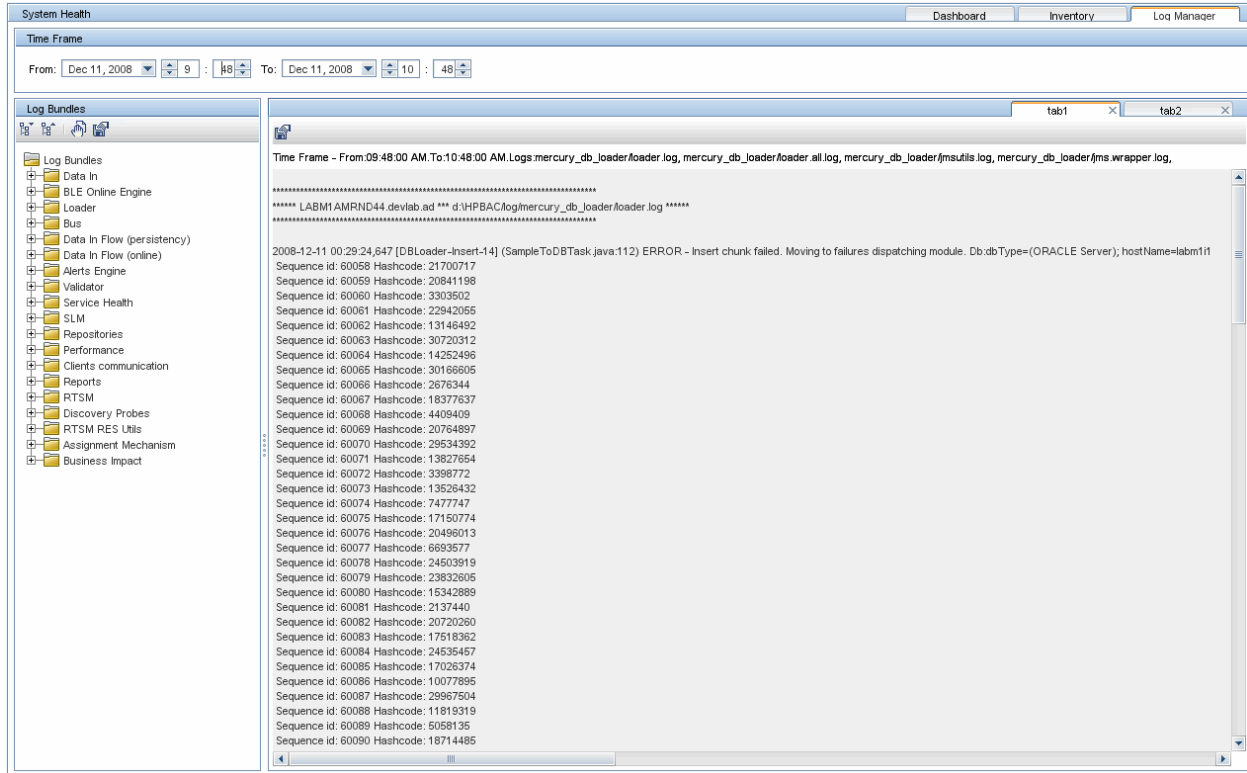 System Health
Dashboard
Inventory
Log Manager
Time Frame
From: Dec 11, 2008 9 : 48 To: Dec 11, 2008 10 : 48
Log Bundles
Log Bundles
Data In
BLE Online Engine
Loader
Bus
Data In Flow (persistency)
Data In Flow (online)
Alerts Engine
Validator
Service Health
SLM
Repositories
Performance
Clients communication
Reports
RTSM
Discovery Probes
RTSM RES Utils
Assignment Mechanism
Business Impact
tab1
tab2
Time Frame - From:09:48:00 AM.To:10:48:00 AM.Logs:mercury_db_loader/loader.log, mercury_db_loader/loader.all.log, mercury_db_loader/jmsutils.log, mercury_db_loader/jms.wrapper.log,
****** LABM1AMRND44.devlab.ad *** d:\HPBAC/log/mercury_db_loader/loader.log ******
2008-12-11 00:29:24,647 [DBLoader-Insert-14] (SampleToDBTask.java:112) ERROR - Insert chunk failed. Moving to failures dispatching module. Db:dbType=(ORACLE Server); hostName=labm1i1
Sequence id: 60058 Hashcode: 21700717
Sequence id: 60059 Hashcode: 20841198
Sequence id: 60060 Hashcode: 3303502
Sequence id: 60061 Hashcode: 22942055
Sequence id: 60062 Hashcode: 13146492
Sequence id: 60063 Hashcode: 30720312
Sequence id: 60064 Hashcode: 14252496
Sequence id: 60065 Hashcode: 30166605
Sequence id: 60066 Hashcode: 2676344
Sequence id: 60067 Hashcode: 18377637
Sequence id: 60068 Hashcode: 4409409
Sequence id: 60069 Hashcode: 20764897
Sequence id: 60070 Hashcode: 29534392
Sequence id: 60071 Hashcode: 13827654
Sequence id: 60072 Hashcode: 3398772
Sequence id: 60073 Hashcode: 13526432
Sequence id: 60074 Hashcode: 7477747
Sequence id: 60075 Hashcode: 17150774
Sequence id: 60076 Hashcode: 20496013
Sequence id: 60077 Hashcode: 6693577
Sequence id: 60078 Hashcode: 24503919
Sequence id: 60079 Hashcode: 23832605
Sequence id: 60080 Hashcode: 15342889
Sequence id: 60081 Hashcode: 2137440
Sequence id: 60082 Hashcode: 20720260
Sequence id: 60083 Hashcode: 17518362
Sequence id: 60084 Hashcode: 24535457
Sequence id: 60085 Hashcode: 17026374
Sequence id: 60086 Hashcode: 10077895
Sequence id: 60087 Hashcode: 29967504
Sequence id: 60088 Hashcode: 11819319
Sequence id: 60089 Hashcode: 5058135
Sequence id: 60090 Hashcode: 18714485